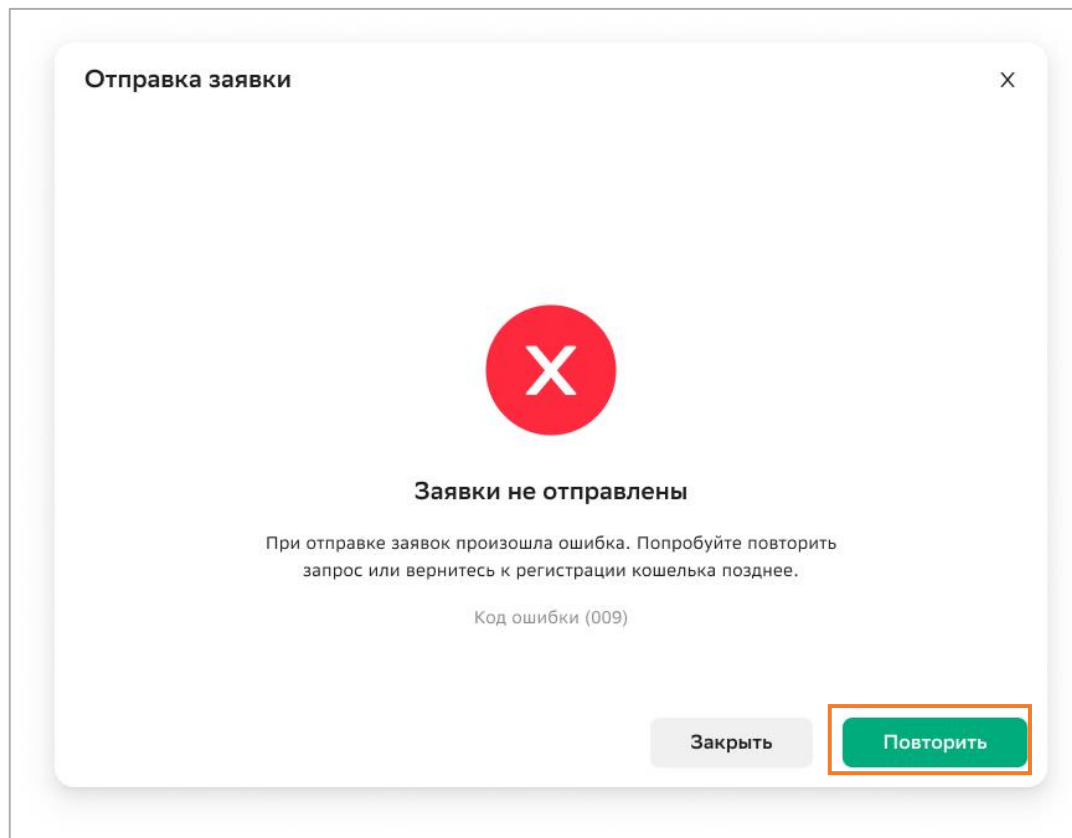 Отправка заявки
X
X
Заявки не отправлены
При отправке заявок произошла ошибка. Попробуйте повторить
запрос или вернитесь к регистрации кошелька позднее.
Код ошибки (009)
Закрыть
Повторить